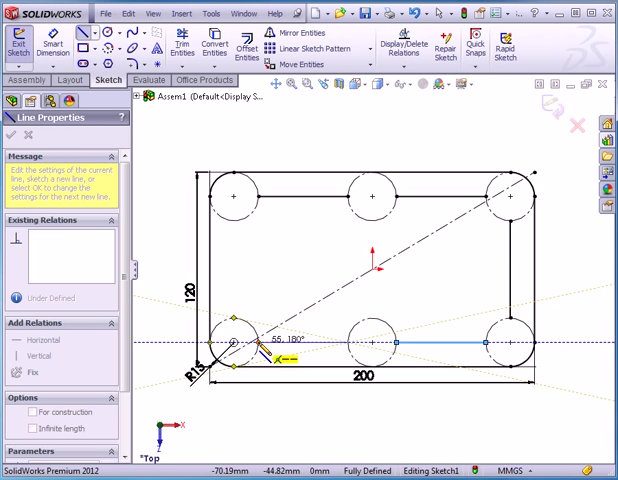 SOLIDWORKS
File Edit View Insert Tools
Exit Sketch
Smart Dimension
Trim Entities
Convert Entities
Offset Entities
Mirror Entities
Linear Sketch Pattern
Move Entities
Display/Delete Relations
Repair Sketch
Quick Snaps
Rapid Sketch
Assembly Layout Sketch Evaluate Office Products
Assem1 (Default<Display S...
Line Properties ?
Message
Edit the settings of the current line, sketch a new line, or select OK to change the settings for the next new line.
Existing Relations
Under Defined
Add Relations
Horizontal
Vertical
Fix
Options
For construction
Infinite length
Parameters
120
55, 180°
R15
200
X
Z
*Top
SolidWorks Premium 2012 -70.19mm -44.82mm 0mm Fully Defined Editing Sketch1 MMGS